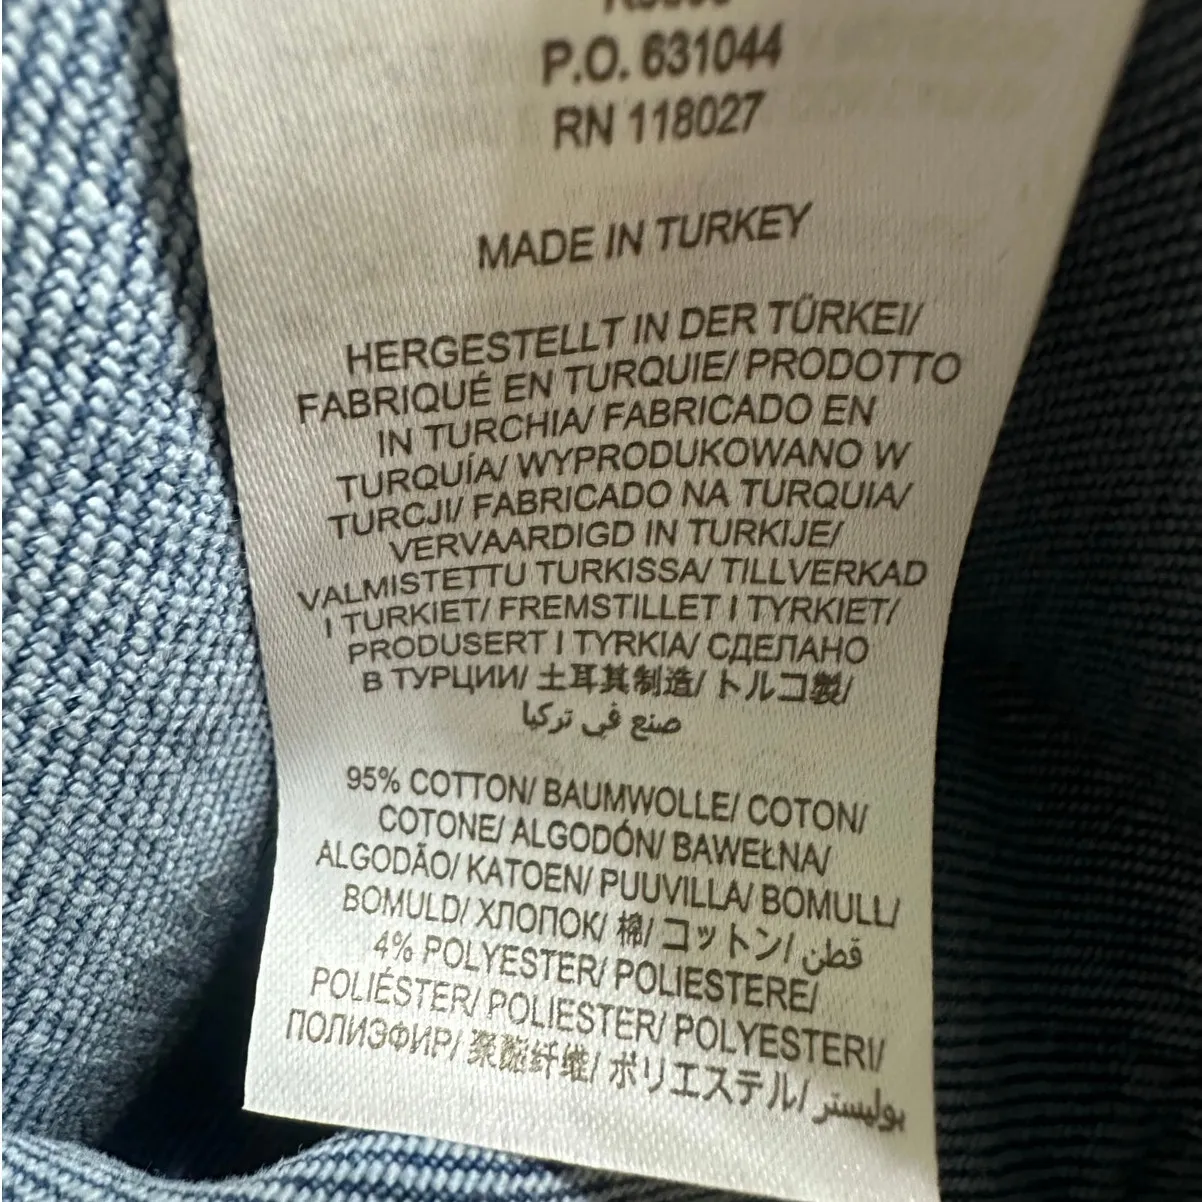 P.O. 631044
RN 118027
MADE IN TURKEY
HERGESTELLT IN DER TÜRKEI/
FABRIQUÉ EN TURQUIE/ PRODOTTO
IN TURCHIA/ FABRICADO EN
TURQUÍA/ WYPRODUKOWANO W
TURCJI/ FABRICADO NA TURQUIA/
VERVAARDIGD IN TURKIJE/
VALMISTETTU TURKISSA/ TILLVERKAD
I TURKIET/ FREMSTILLET I TYRKIET/
PRODUSERT I TYRKIA/ СДЕЛАНО
В ТУРЦИИ/ 土耳其制造/ トルコ製/
صنع في تركيا
95% COTTON/ BAUMWOLLE/ COTON/
COTONE/ ALGODÓN/ BAWEŁNA/
ALGODÃO/ KATOEN/ PUUVILLA/ BOMULL/
BOMULD/ ХЛОПОК/ 棉/ コットン/ قطن
4% POLYESTER/ POLIESTERE/
POLIÉSTER/ POLIESTER/ POLYESTERI/
ПОЛИЭФИР/ 聚酯纤维/ ポリエステル/ بوليستر